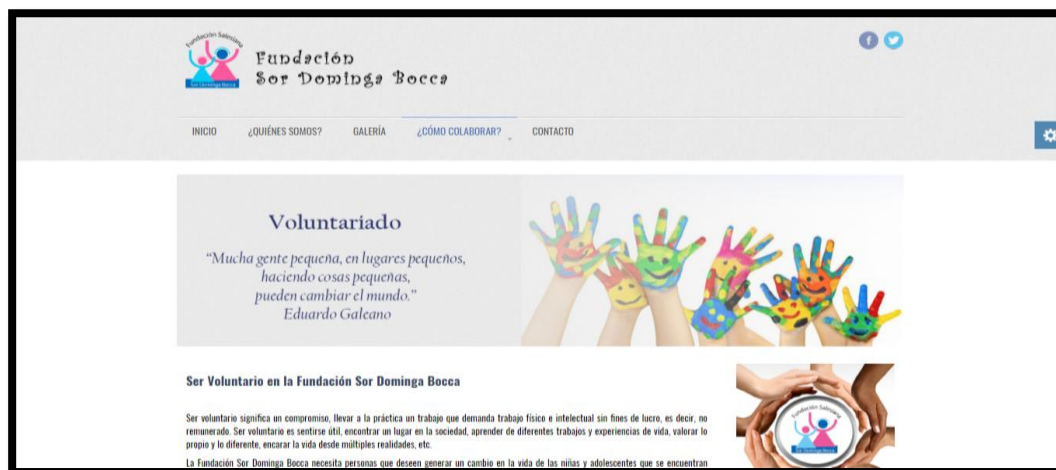 Fundación Salesiana
Sor Dominga Bocca
Fundación
Sor Dominga Bocca
INICIO ¿QUIÉNES SOMOS? GALERÍA ¿CÓMO COLABORAR? CONTACTO
Voluntariado
“Mucha gente pequeña, en lugares pequeños,
haciendo cosas pequeñas,
pueden cambiar el mundo.”
Eduardo Galeano
Ser Voluntario en la Fundación Sor Dominga Bocca
Ser voluntario significa un compromiso, llevar a la práctica un trabajo que demanda trabajo físico e intelectual sin fines de lucro, es decir, no
remunerado. Ser voluntario es sentirse útil, encontrar un lugar en la sociedad, aprender de diferentes trabajos y experiencias de vida, valorar lo
propio y lo diferente, encarar la vida desde múltiples realidades, etc.
La Fundación Sor Dominga Bocca necesita personas que deseen generar un cambio en la vida de las niñas y adolescentes que se encuentran
Fundación Salesiana
Sor Dominga Bocca